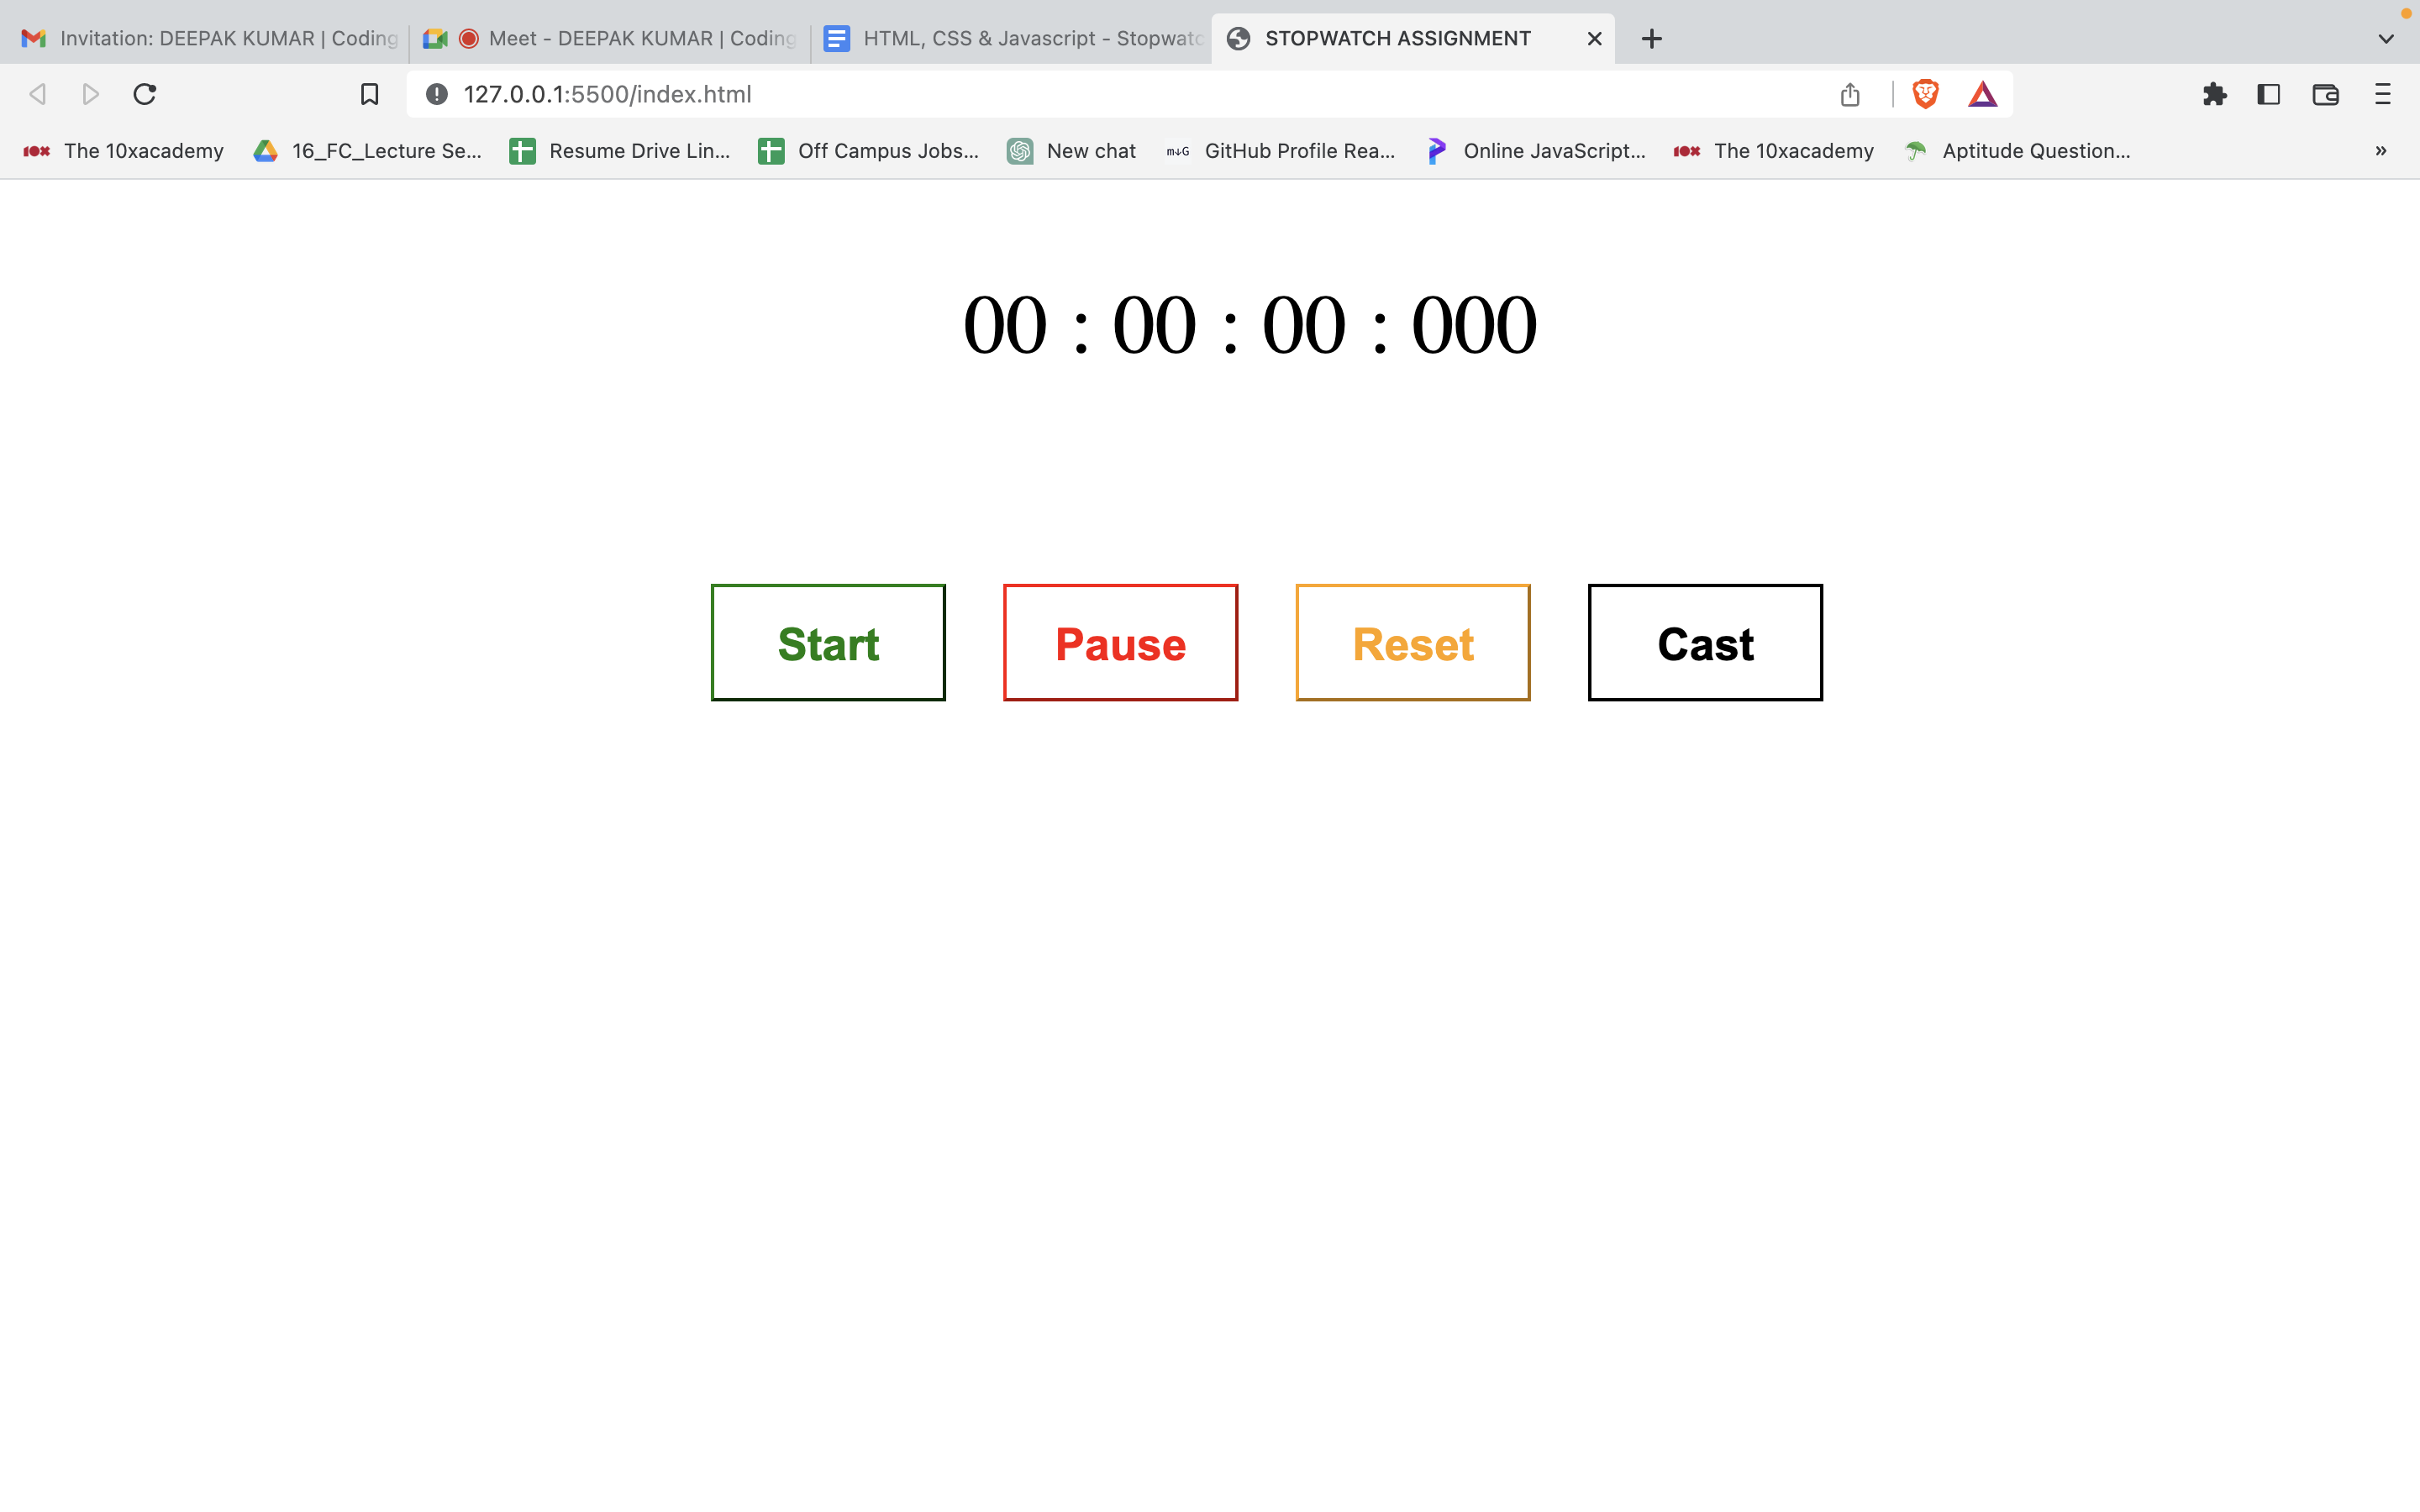 Invitation: DEEPAK KUMAR | Coding
Meet - DEEPAK KUMAR | Coding
HTML, CSS & Javascript - Stopwatc
STOPWATCH ASSIGNMENT
127.0.0.1:5500/index.html
10x The 10xacademy
16_FC_Lecture Se...
Resume Drive Lin...
Off Campus Jobs...
New chat
M↓G GitHub Profile Rea...
Online JavaScript...
10x The 10xacademy
Aptitude Question...
»
00 : 00 : 00 : 000
Start Pause Reset Cast